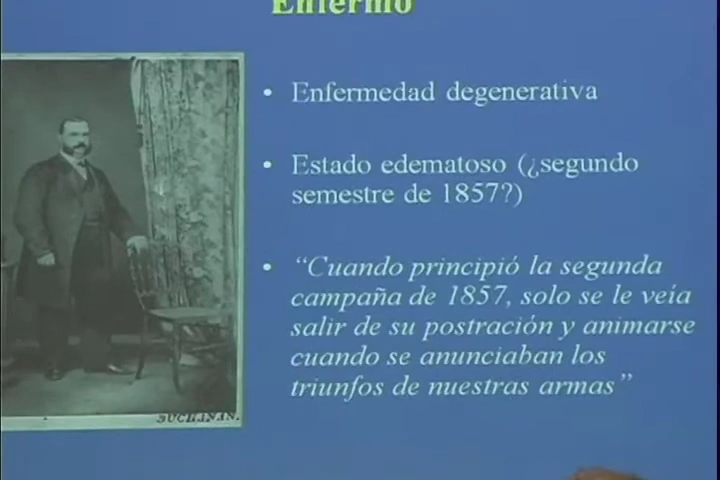 Enfermo
• Enfermedad degenerativa
• Estado edematoso (¿segundo
semestre de 1857?)
• “Cuando principió la segunda
campaña de 1857, solo se le veía
salir de su postración y animarse
cuando se anunciaban los
triunfos de nuestras armas”
BUCHANAN.